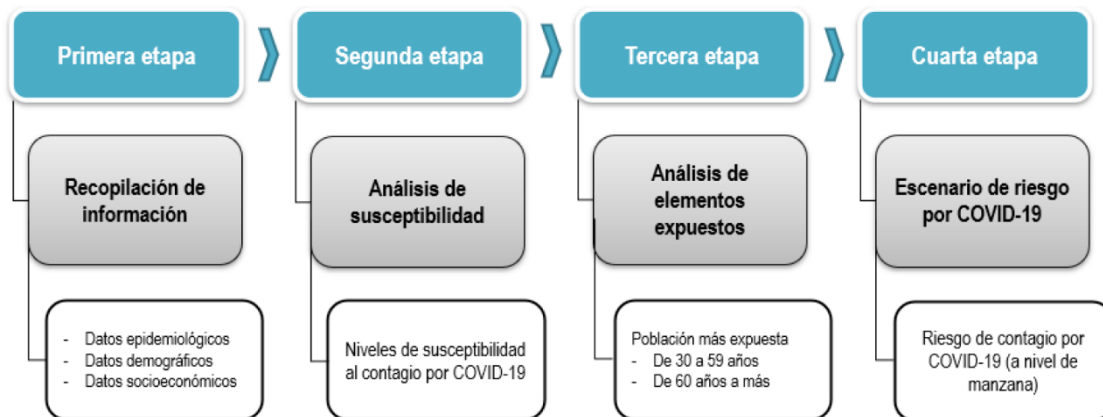 Primera etapa
Segunda etapa
Tercera etapa
Cuarta etapa
Recopilación de
información
Análisis de
susceptibilidad
Análisis de
elementos
expuestos
Escenario de riesgo
por COVID-19
- Datos epidemiológicos
- Datos demográficos
- Datos socioeconómicos
Niveles de susceptibilidad
al contagio por COVID-19
Población más expuesta
- De 30 a 59 años
- De 60 años a más
Riesgo de contagio por
COVID-19 (a nivel de
manzana)